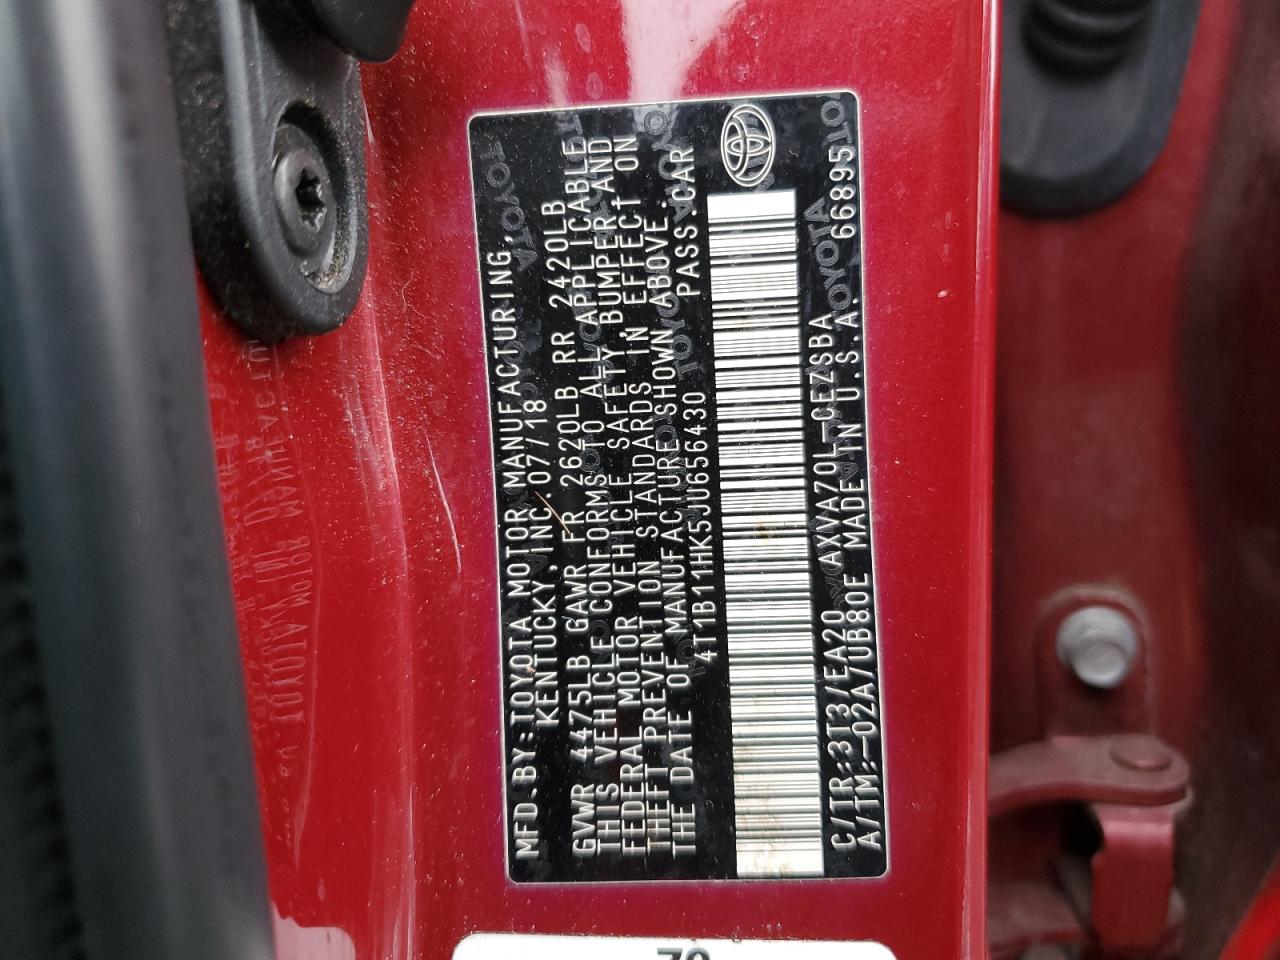 MFD.BY:TOYOTA MOTOR MANUFACTURING,
KENTUCKY,INC.07/18
GVWR 4475LB GAWR FR 2620LB RR 2420LB
THIS VEHICLE CONFORMS TO ALL APPLICABLE
FEDERAL MOTOR VEHICLE SAFETY,BUMPER AND
THEFT PREVENTION STANDARDS IN EFFECT ON
THE DATE OF MANUFACTURE SHOWN ABOVE.
4T1B11HK5JU656430 PASS.CAR
C/TR:3T3/EA20 AXVA70L-CEZSBA
A/TM:-02A/UB80E MADE IN U.S.A. 66895